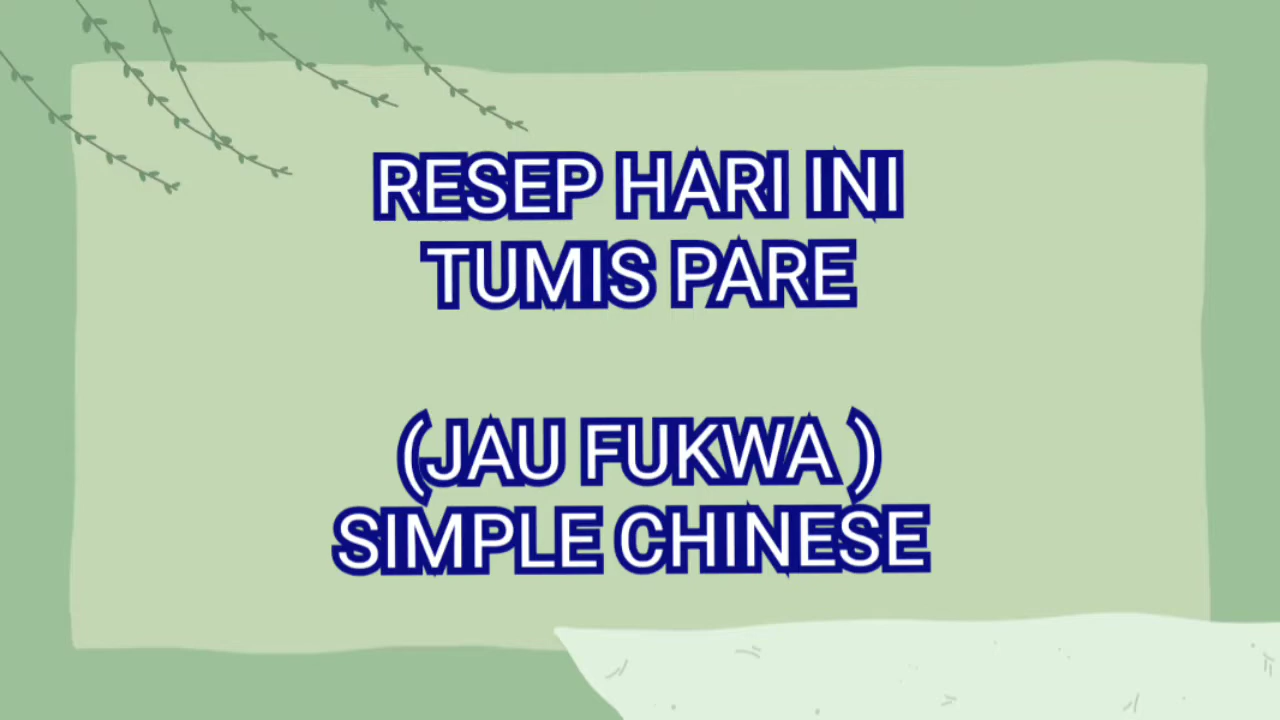 RESEP HARI INI
TUMIS PARE
(JAU FUKWA )
SIMPLE CHINESE